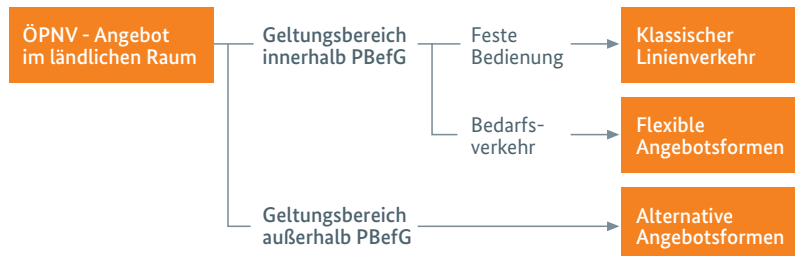 ÖPNV - Angebot
im ländlichen Raum
Geltungsbereich
innerhalb PBefG
Feste
Bedienung
Klassischer
Linienverkehr
Bedarfs-
verkehr
Flexible
Angebotsformen
Geltungsbereich
außerhalb PBefG
Alternative
Angebotsformen